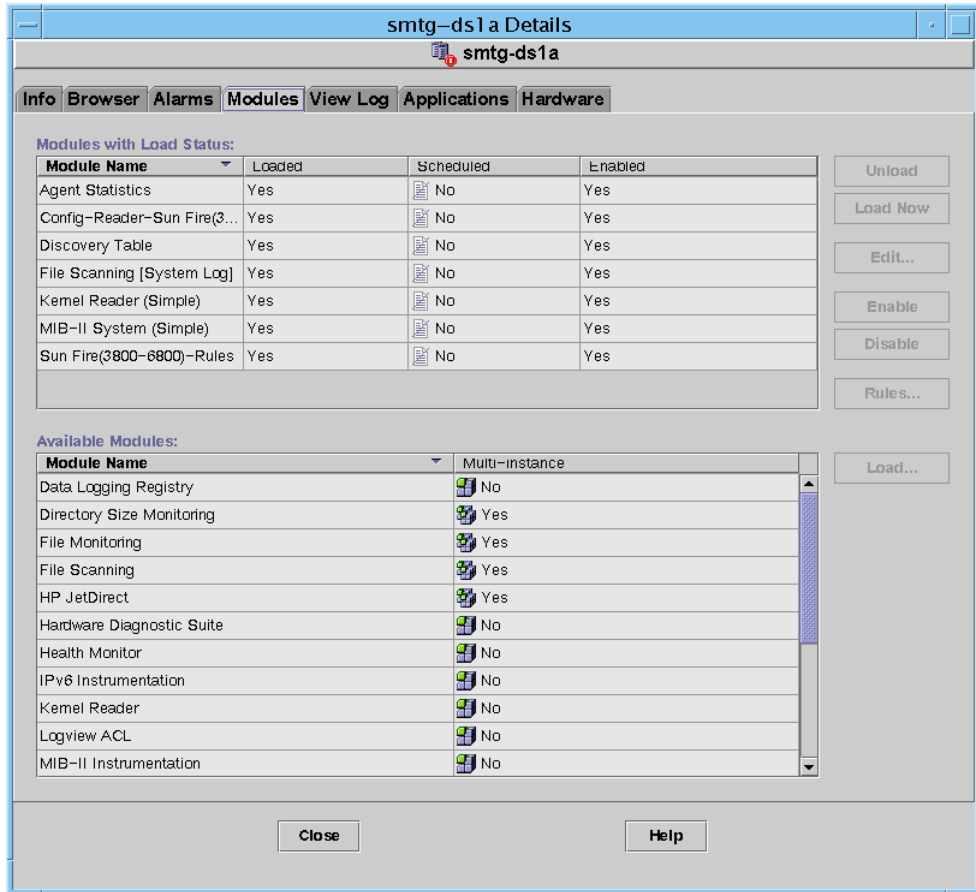 smtg-ds1a Details
smtg-ds1a
Info Browser Alarms Modules View Log Applications Hardware
Modules with Load Status:
Module Name Loaded Scheduled Enabled
Agent Statistics Yes No Yes
Config-Reader-Sun Fire(3... Yes No Yes
Discovery Table Yes No Yes
File Scanning [System Log] Yes No Yes
Kernel Reader (Simple) Yes No Yes
MIB-II System (Simple) Yes No Yes
Sun Fire(3800-6800)-Rules Yes No Yes
Unload
Load Now
Edit...
Enable
Disable
Rules...
Available Modules:
Module Name Multi-instance
Data Logging Registry No
Directory Size Monitoring Yes
File Monitoring Yes
File Scanning Yes
HP JetDirect Yes
Hardware Diagnostic Suite No
Health Monitor No
IPv6 Instrumentation No
Kernel Reader No
Logview ACL No
MIB-II Instrumentation No
Load...
Close Help